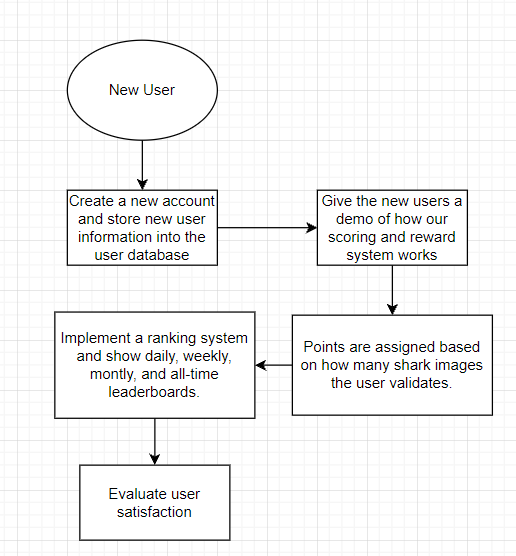 New User
Create a new account
and store new user
information into the
user database
Give the new users a
demo of how our
scoring and reward
system works
Implement a ranking system
and show daily, weekly,
montly, and all-time
leaderboards.
Points are assigned based
on how many shark images
the user validates.
Evaluate user
satisfaction